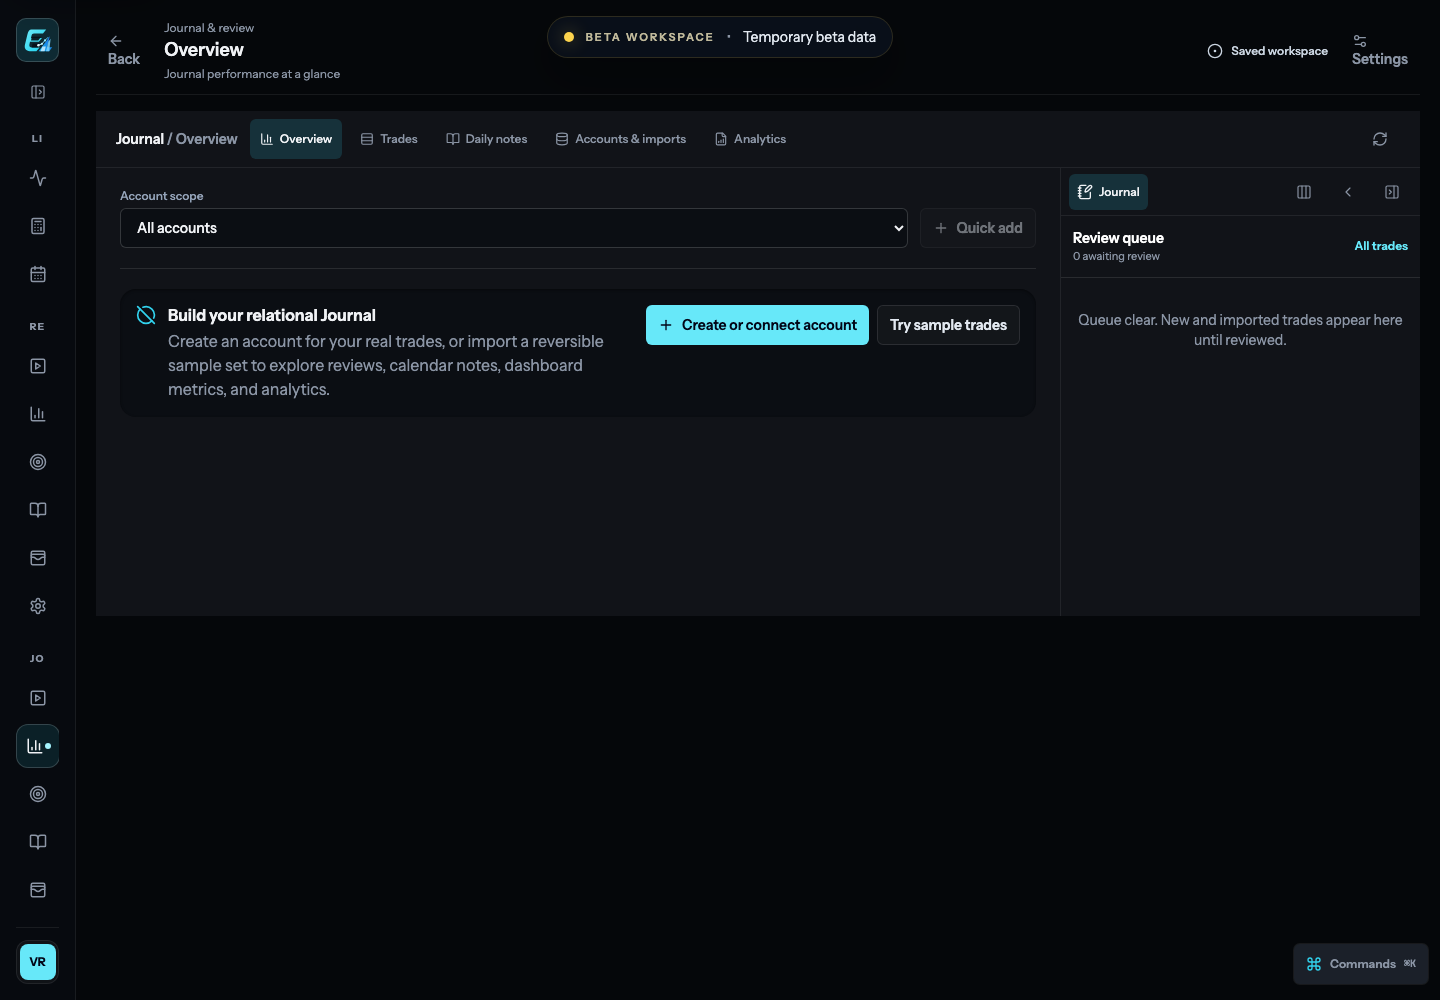 Back
Journal & review
Overview
Journal performance at a glance
BETA WORKSPACE • Temporary beta data
Saved workspace
Settings
LI
RE
JO
VR
Journal / Overview
Overview
Trades
Daily notes
Accounts & imports
Analytics
Account scope
All accounts
Quick add
Build your relational Journal
Create an account for your real trades, or import a reversible
sample set to explore reviews, calendar notes, dashboard
metrics, and analytics.
Create or connect account
Try sample trades
Journal
Review queue
0 awaiting review
All trades
Queue clear. New and imported trades appear here
until reviewed.
Commands ⌘K